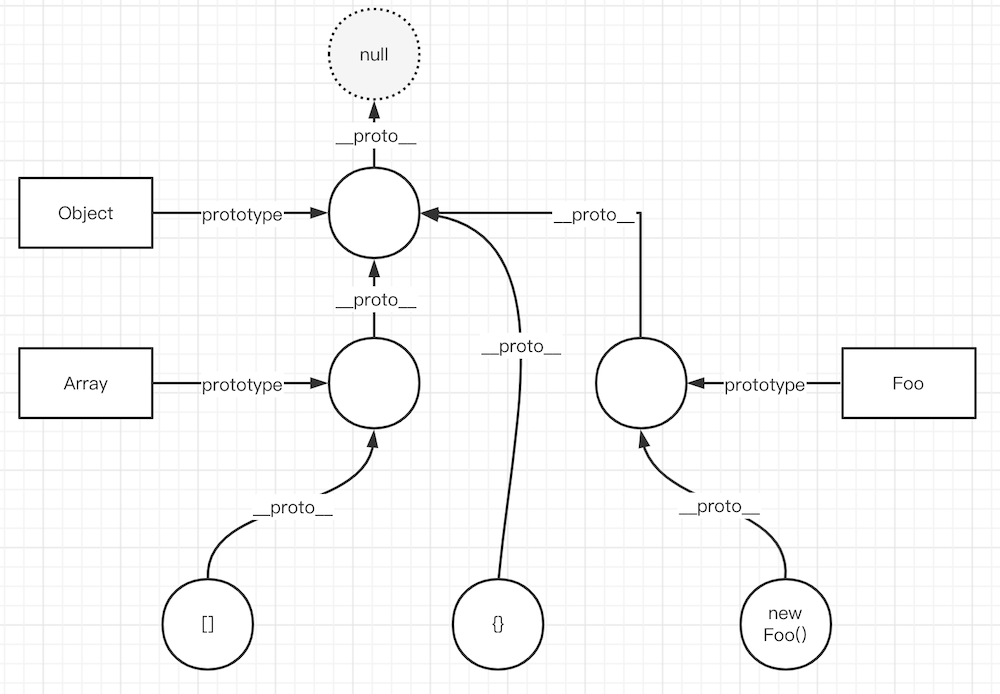 null
__proto__
Object
prototype
__proto__
__proto__
__proto__
Array
prototype
prototype
Foo
__proto__
__proto__
[]
{}
new
Foo()